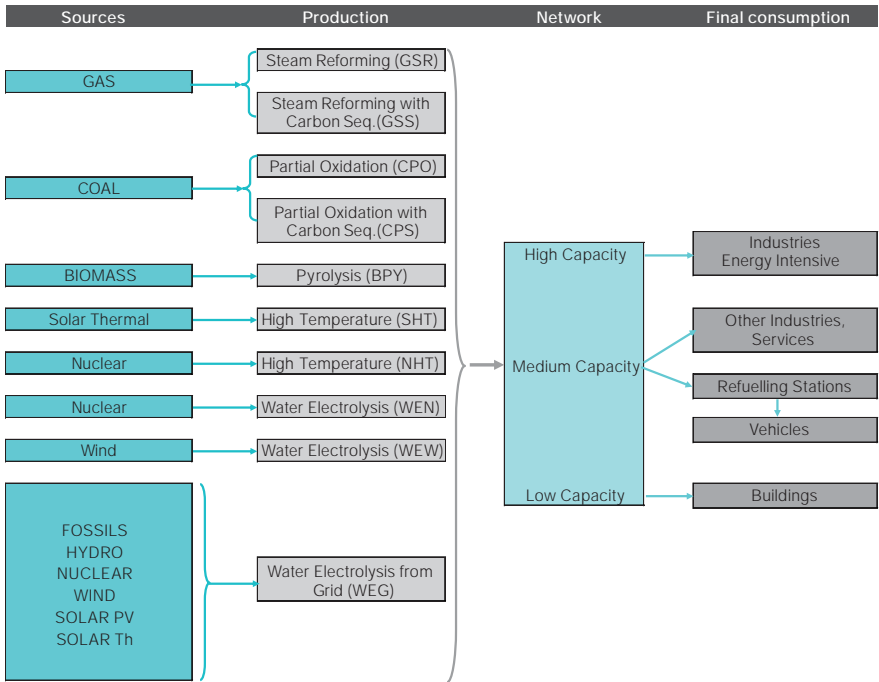 Sources
Production
Network
Final consumption
GAS
Steam Reforming (GSR)
Steam Reforming with
Carbon Seq.(GSS)
COAL
Partial Oxidation (CPO)
Partial Oxidation with
Carbon Seq.(CPS)
BIOMASS
Pyrolysis (BPY)
Solar Thermal
High Temperature (SHT)
Nuclear
High Temperature (NHT)
Nuclear
Water Electrolysis (WEN)
Wind
Water Electrolysis (WEW)
FOSSILS
HYDRO
NUCLEAR
WIND
SOLAR PV
SOLAR Th
Water Electrolysis from
Grid (WEG)
High Capacity
Medium Capacity
Low Capacity
Industries
Energy Intensive
Other Industries,
Services
Refuelling Stations
Vehicles
Buildings